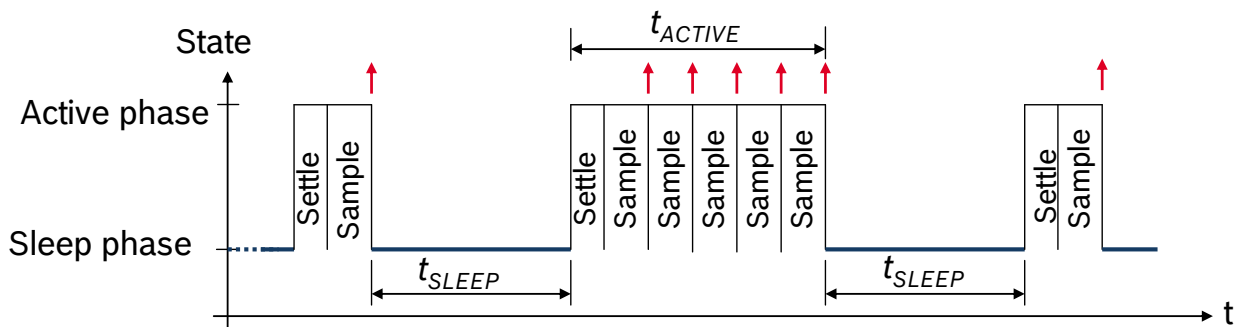 t_ACTIVE
State
Active phase
Settle
Sample
Settle
Sample
Sample
Sample
Sample
Sample
Settle
Sample
Sleep phase
t_SLEEP
t_SLEEP
t